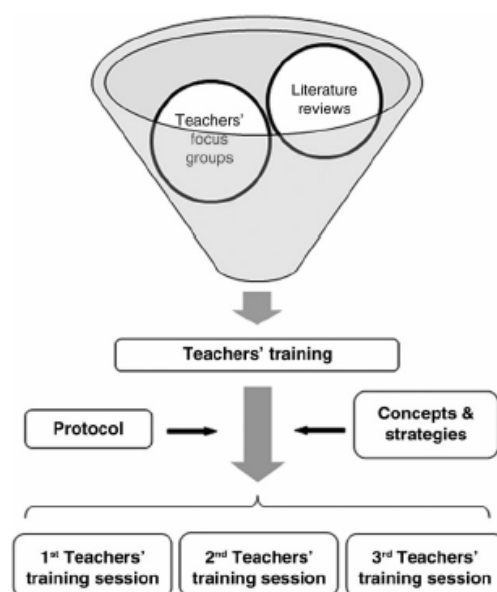 Literature
reviews
Teachers'
focus
groups
Teachers' training
Protocol
Concepts &
strategies
1st Teachers'
training session
2nd Teachers'
training session
3rd Teachers'
training session